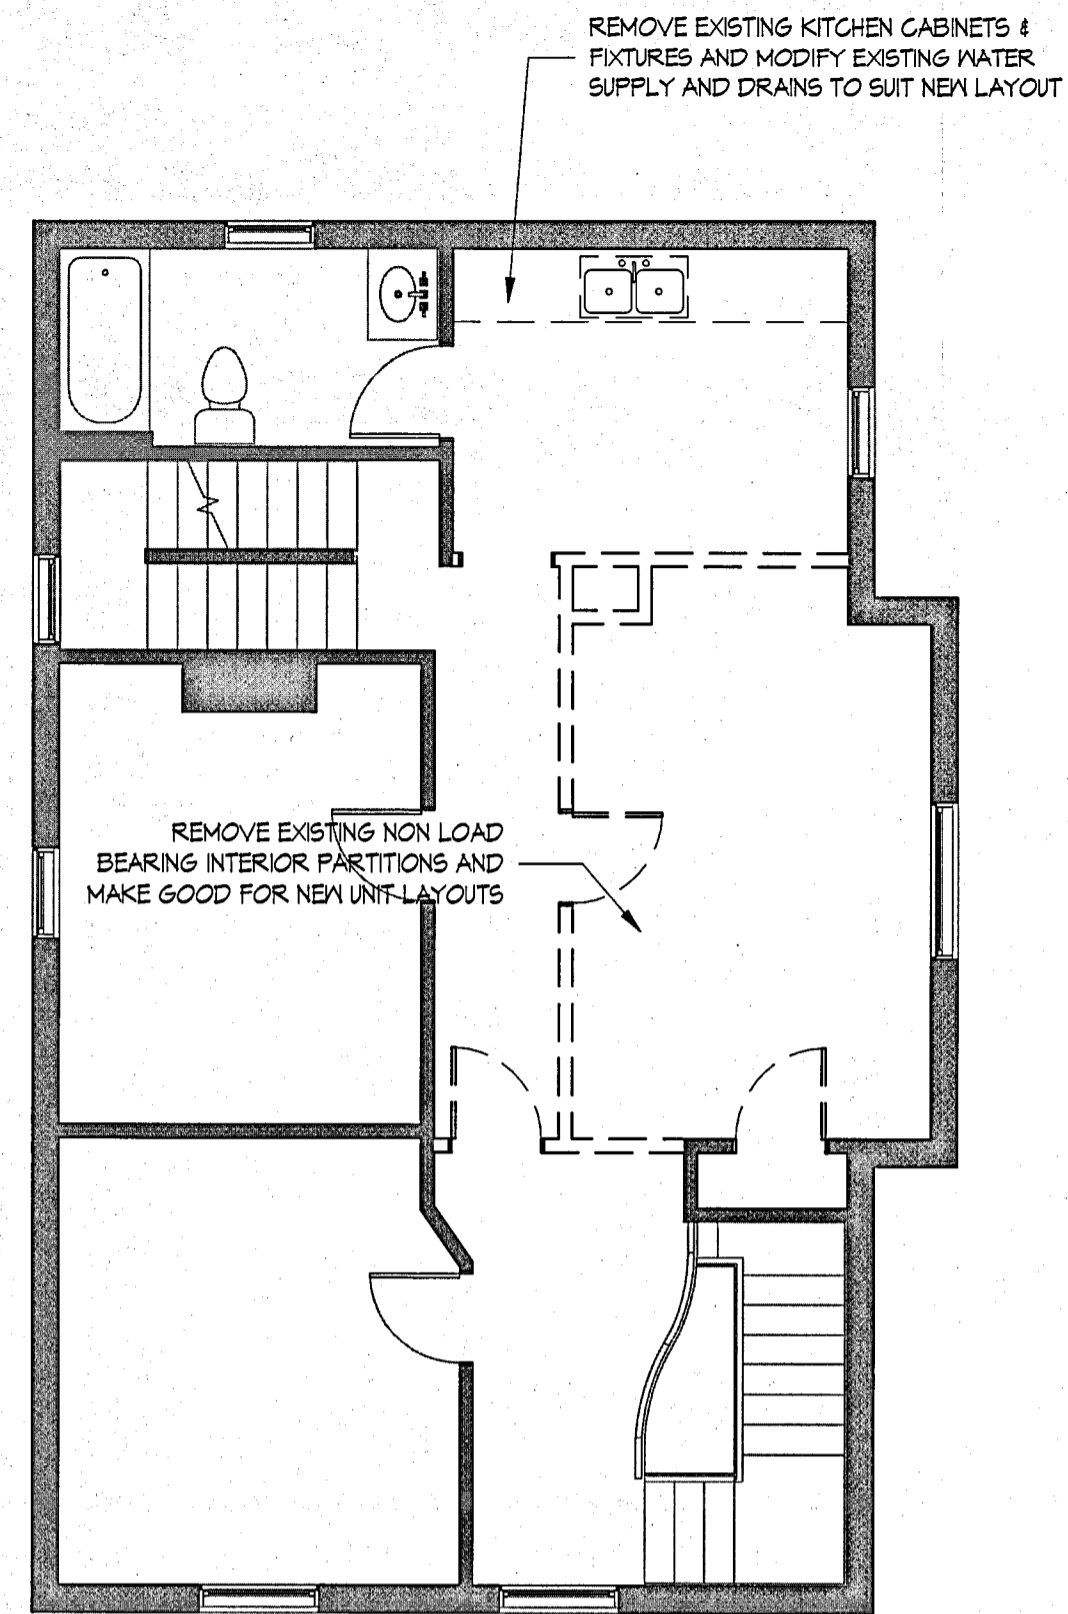 REMOVE EXISTING KITCHEN CABINETS &
FIXTURES AND MODIFY EXISTING WATER
SUPPLY AND DRAINS TO SUIT NEW LAYOUT
REMOVE EXISTING NON LOAD
BEARING INTERIOR PARTITIONS AND
MAKE GOOD FOR NEW UNIT LAYOUTS